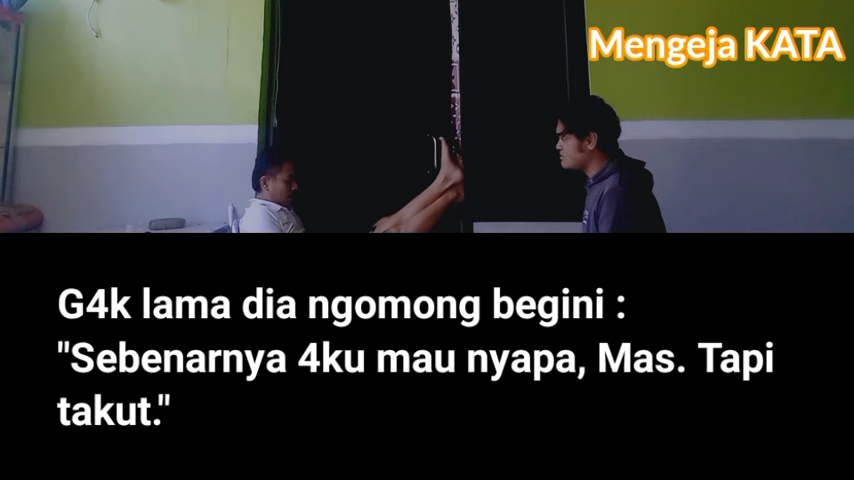 Mengeja KATA
G4k lama dia ngomong begini :
"Sebenarnya 4ku mau nyapa, Mas. Tapi
takut."